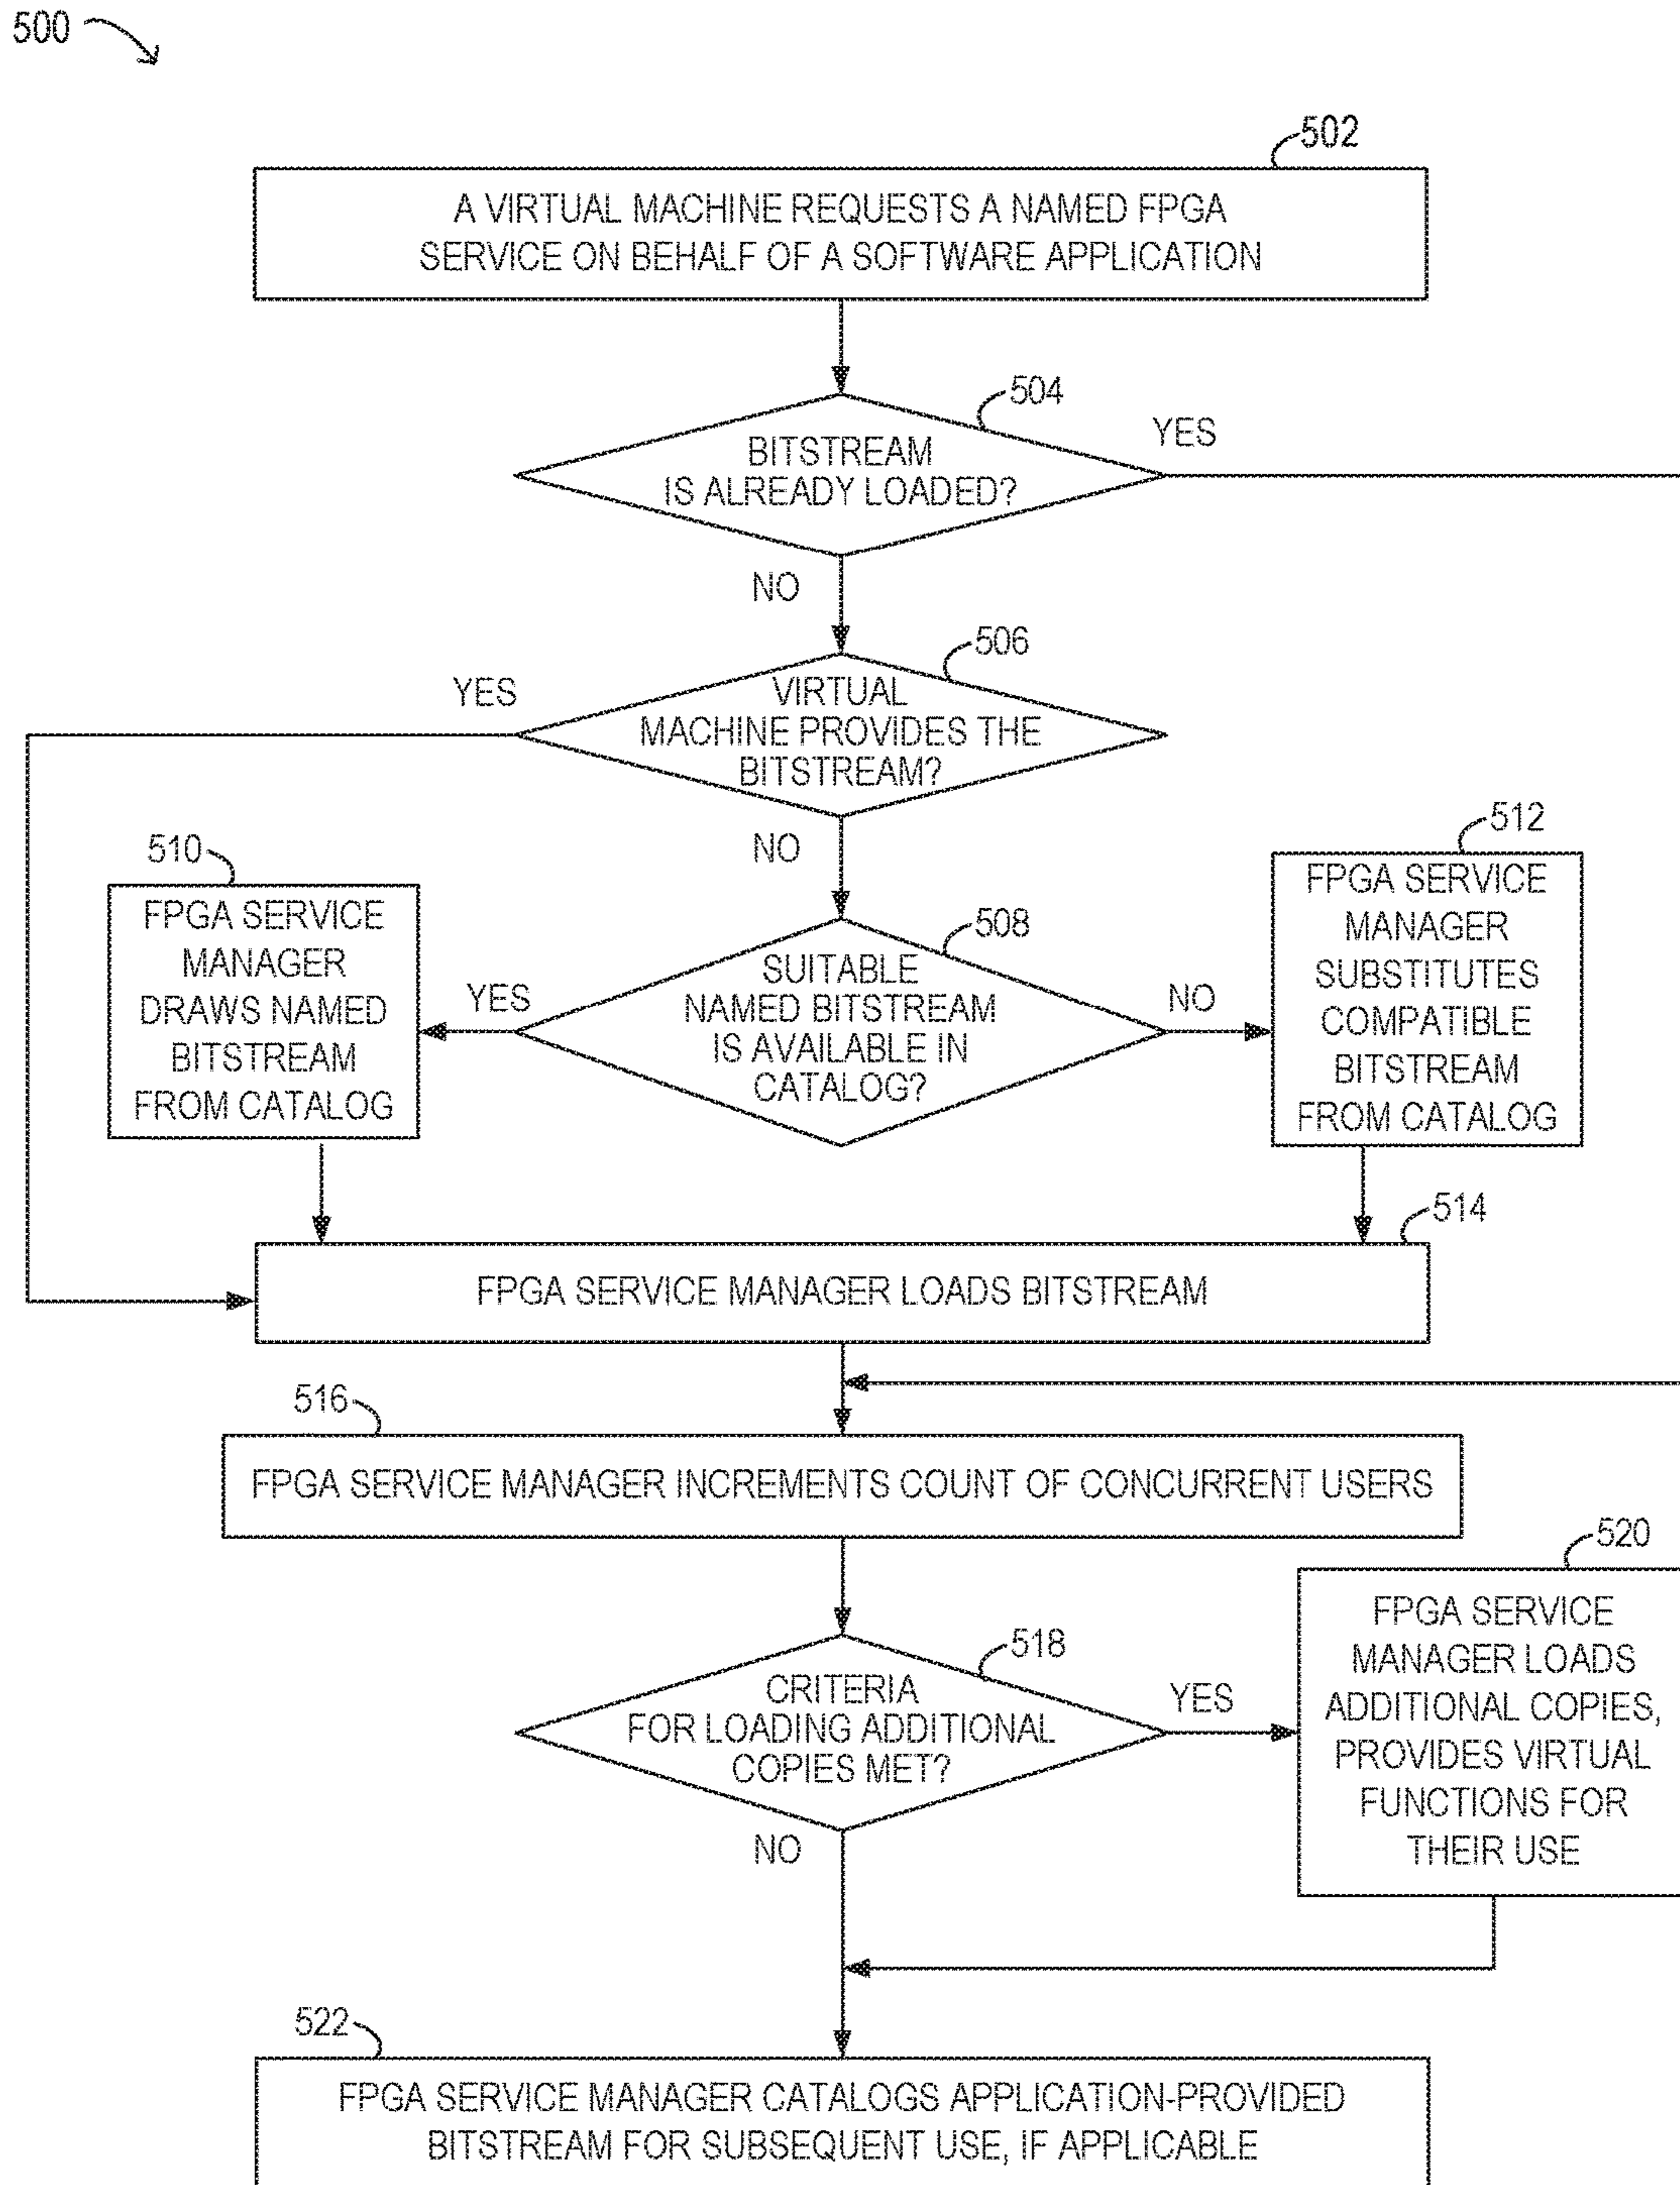 500
502
A VIRTUAL MACHINE REQUESTS A NAMED FPGA
SERVICE ON BEHALF OF A SOFTWARE APPLICATION
504
YES
BITSTREAM
IS ALREADY LOADED?
NO
506
YES
VIRTUAL
MACHINE PROVIDES THE
BITSTREAM?
NO
510
FPGA SERVICE
MANAGER
DRAWS NAMED
BITSTREAM
FROM CATALOG
YES
508
SUITABLE
NAMED BITSTREAM
IS AVAILABLE IN
CATALOG?
NO
512
FPGA SERVICE
MANAGER
SUBSTITUTES
COMPATIBLE
BITSTREAM
FROM CATALOG
514
FPGA SERVICE MANAGER LOADS BITSTREAM
516
FPGA SERVICE MANAGER INCREMENTS COUNT OF CONCURRENT USERS
518
CRITERIA
FOR LOADING ADDITIONAL
COPIES MET?
YES
NO
520
FPGA SERVICE
MANAGER LOADS
ADDITIONAL COPIES,
PROVIDES VIRTUAL
FUNCTIONS FOR
THEIR USE
522
FPGA SERVICE MANAGER CATALOGS APPLICATION-PROVIDED
BITSTREAM FOR SUBSEQUENT USE, IF APPLICABLE